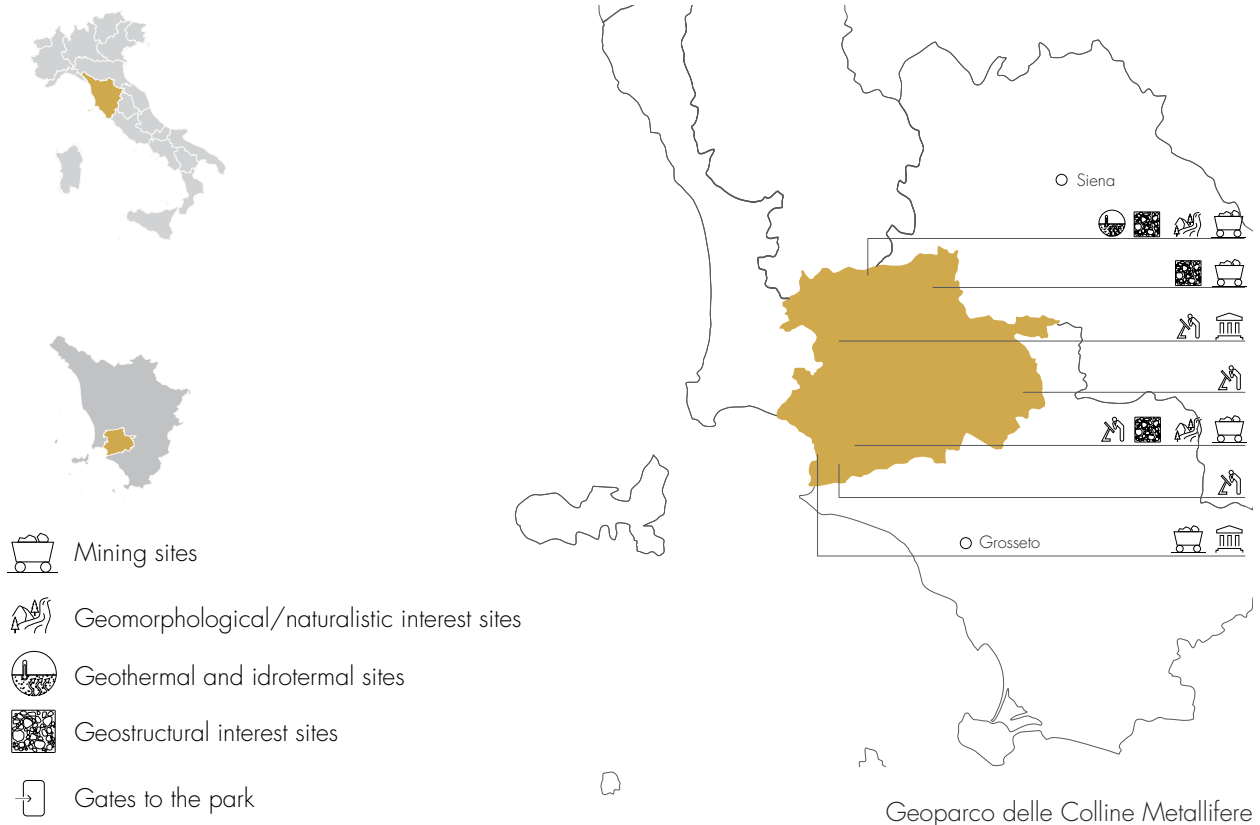 Siena
Grosseto
Mining sites
Geomorphological/naturalistic interest sites
Geothermal and idrotermal sites
Geostructural interest sites
Gates to the park
Geoparco delle Colline Metallifere